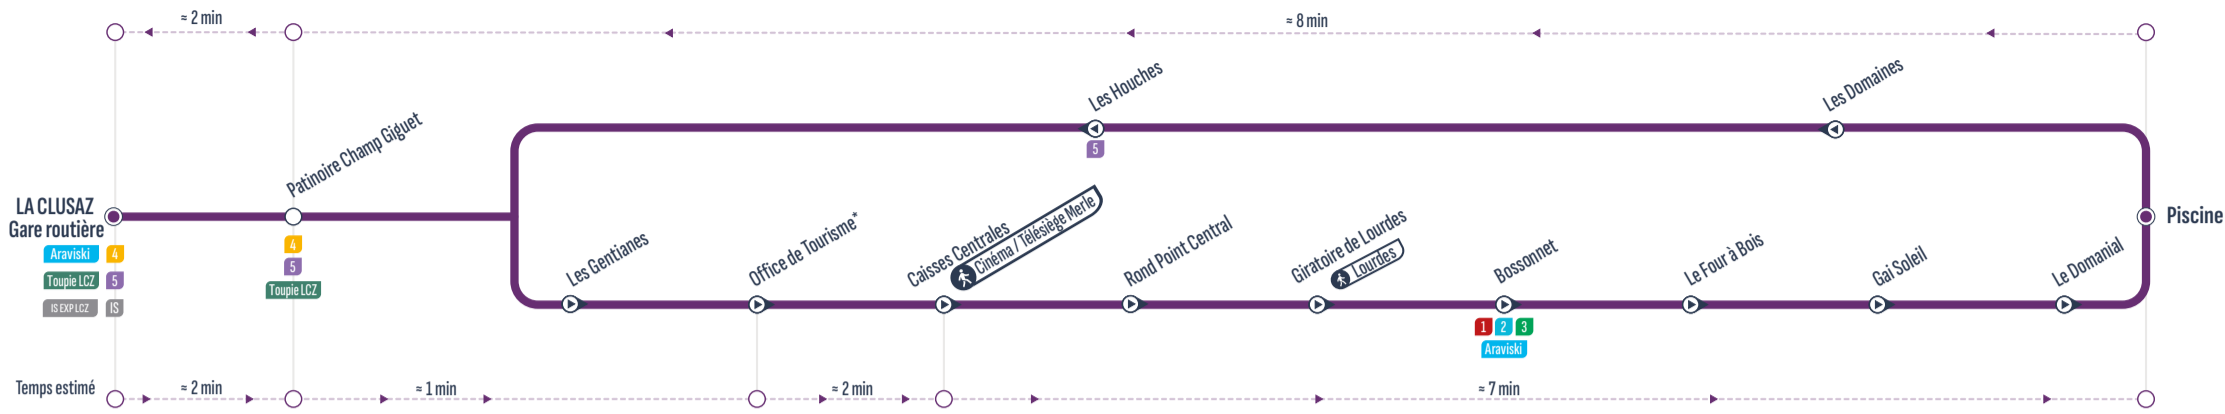 ≈ 2 min
≈ 8 min
Les Houches
5
Les Domaines
Patinoire Champ Giguet
4
5
Toupie LCZ
LA CLUSAZ
Gare routière
Araviski 4
Toupie LCZ 5
IS EXP LCZ IS
Piscine
Les Gentianes
Office de Tourisme*
Caisses Centrales
Cinéma / Télésiège Merle
Rond Point Central
Giratoire de Lourdes
Lourdes
Bossonnet
1 2 3
Araviski
Le Four à Bois
Gai Soleil
Le Domanial
Temps estimé
≈ 2 min
≈ 1 min
≈ 2 min
≈ 7 min